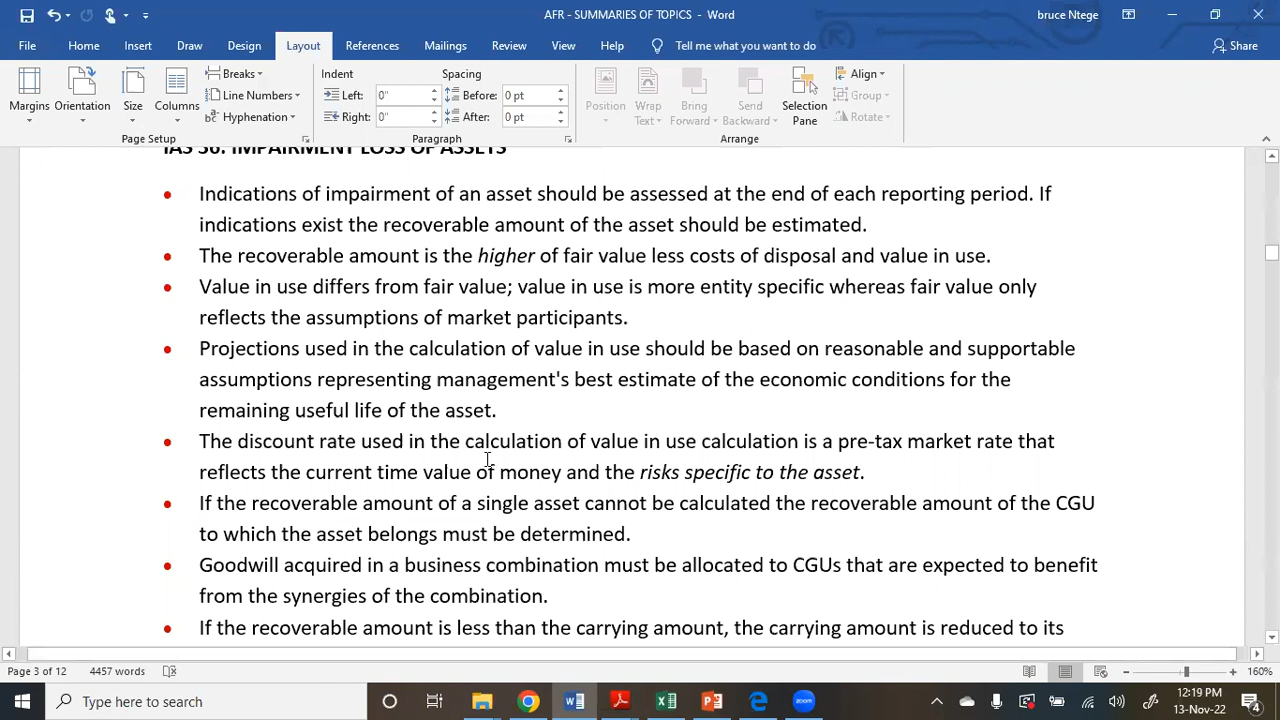 AFR - SUMMARIES OF TOPICS - Word
bruce Ntege
File Home Insert Draw Design Layout References Mailings Review View Help Tell me what you want to do Share
Margins
Orientation
Size
Columns
Breaks
Line Numbers
Hyphenation
Page Setup
Indent
Left: 0"
Right: 0"
Spacing
Before: 0 pt
After: 0 pt
Paragraph
Position
Wrap Text
Bring Forward
Send Backward
Selection Pane
Align
Group
Rotate
Arrange
IAS 36: IMPAIRMENT LOSS OF ASSETS
• Indications of impairment of an asset should be assessed at the end of each reporting period. If
indications exist the recoverable amount of the asset should be estimated.
• The recoverable amount is the higher of fair value less costs of disposal and value in use.
• Value in use differs from fair value; value in use is more entity specific whereas fair value only
reflects the assumptions of market participants.
• Projections used in the calculation of value in use should be based on reasonable and supportable
assumptions representing management's best estimate of the economic conditions for the
remaining useful life of the asset.
• The discount rate used in the calculation of value in use calculation is a pre-tax market rate that
reflects the current time value of money and the risks specific to the asset.
• If the recoverable amount of a single asset cannot be calculated the recoverable amount of the CGU
to which the asset belongs must be determined.
• Goodwill acquired in a business combination must be allocated to CGUs that are expected to benefit
from the synergies of the combination.
• If the recoverable amount is less than the carrying amount, the carrying amount is reduced to its
Page 3 of 12 4457 words 160%
Type here to search
zoom
12:19 PM
13-Nov-22
4